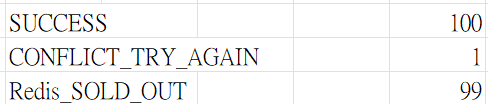 SUCCESS 100
CONFLICT_TRY_AGAIN 1
Redis_SOLD_OUT 99